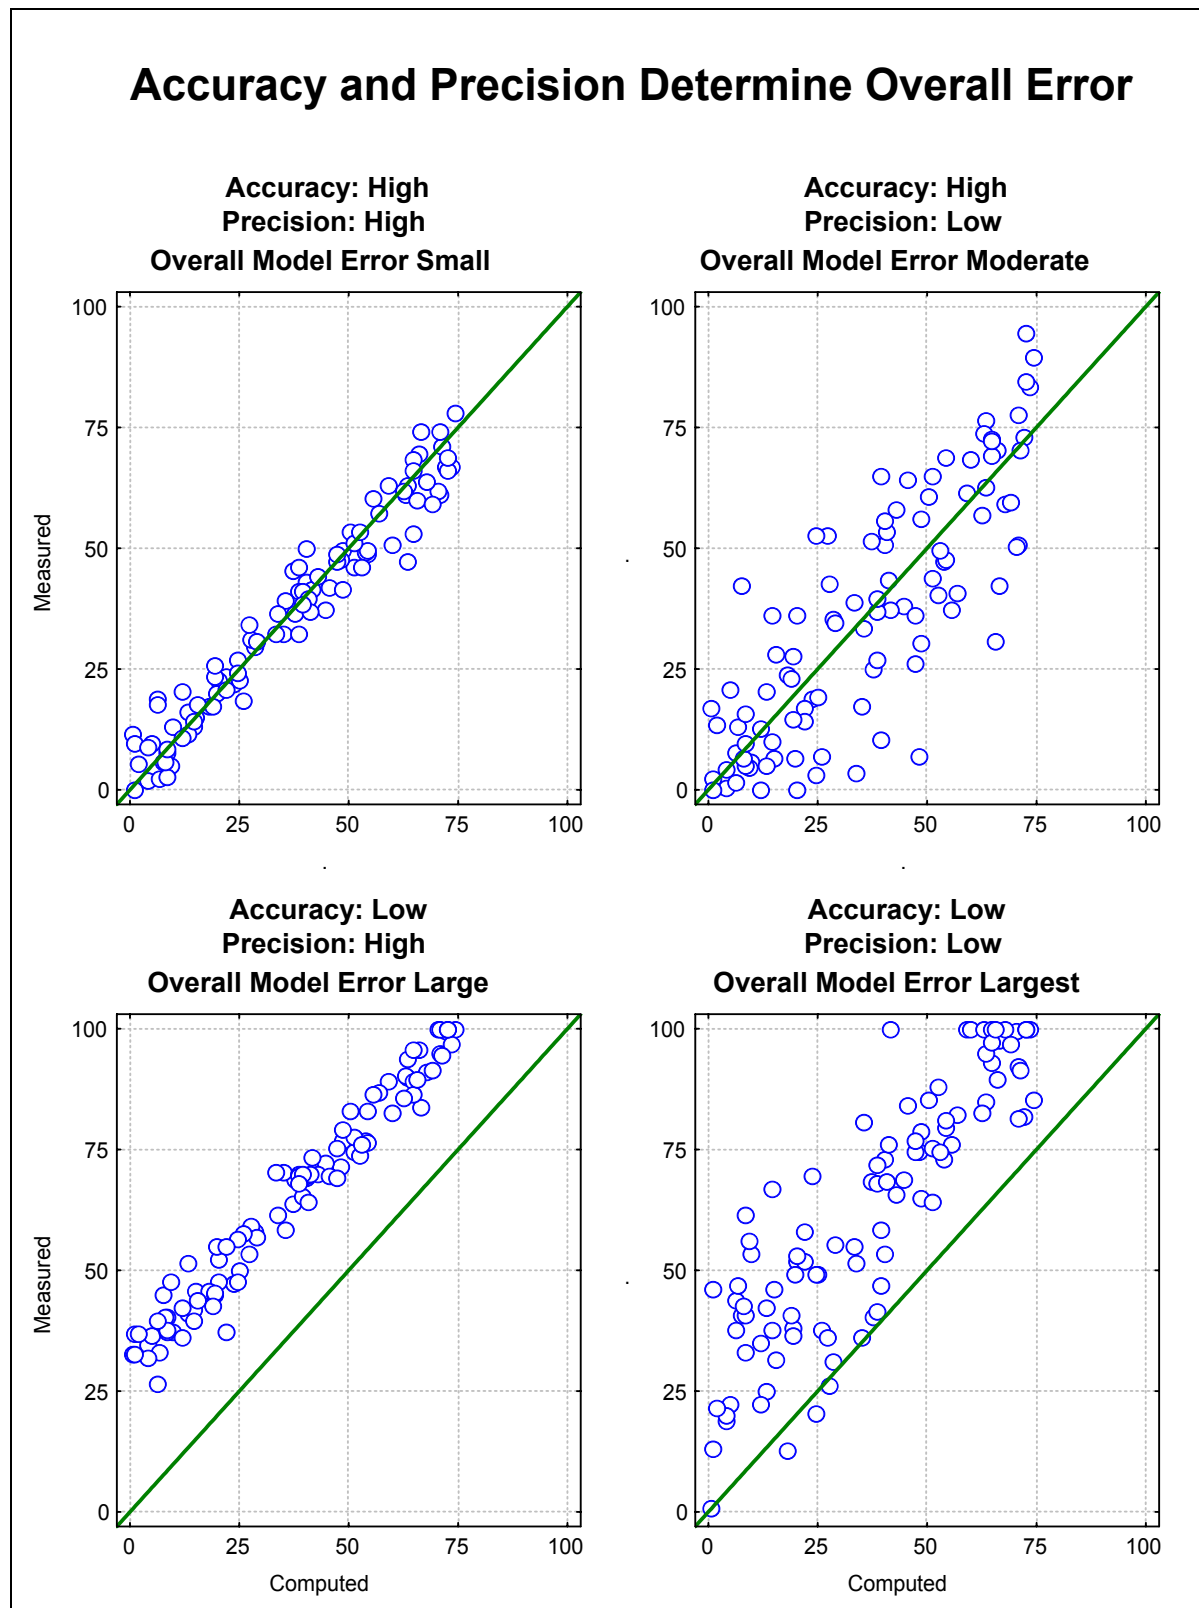 Accuracy and Precision Determine Overall Error
Accuracy: High
Precision: High
Overall Model Error Small
Measured
100
75
50
25
0
0 25 50 75 100
Accuracy: High
Precision: Low
Overall Model Error Moderate
100
75
50
25
0
0 25 50 75 100
Accuracy: Low
Precision: High
Overall Model Error Large
Measured
100
75
50
25
0
0 25 50 75 100
Computed
Accuracy: Low
Precision: Low
Overall Model Error Largest
100
75
50
25
0
0 25 50 75 100
Computed